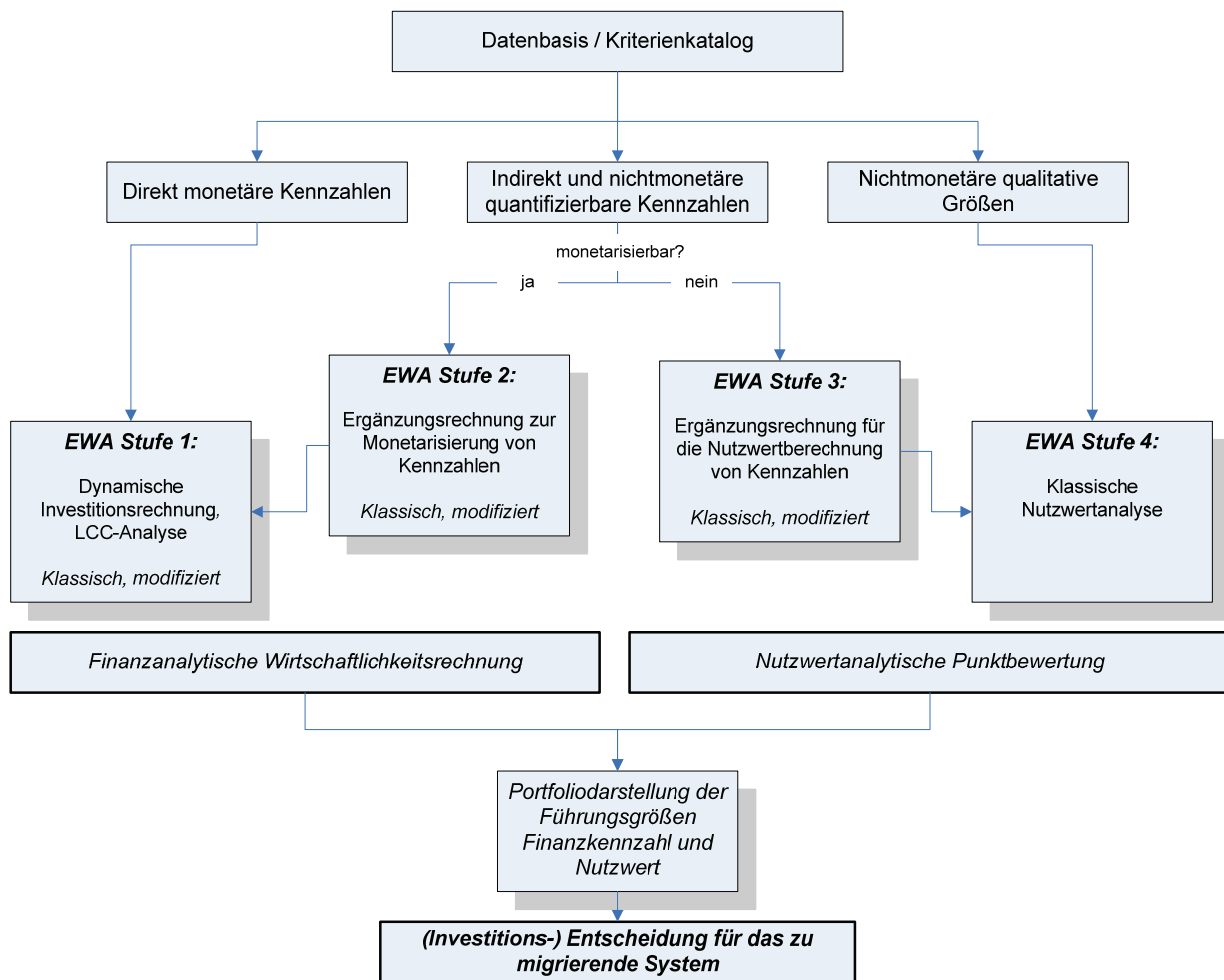 Datenbasis / Kriterienkatalog
Direkt monetäre Kennzahlen
Indirekt und nichtmonetäre
quantifizierbare Kennzahlen
Nichtmonetäre qualitative
Größen
monetarisierbar?
ja
nein
EWA Stufe 1:
Dynamische
Investitionsrechnung,
LCC-Analyse
Klassisch, modifiziert
EWA Stufe 2:
Ergänzungsrechnung zur
Monetarisierung von
Kennzahlen
Klassisch, modifiziert
EWA Stufe 3:
Ergänzungsrechnung für
die Nutzwertberechnung
von Kennzahlen
Klassisch, modifiziert
EWA Stufe 4:
Klassische
Nutzwertanalyse
Finanzanalytische Wirtschaftlichkeitsrechnung
Nutzwertanalytische Punktbewertung
Portfoliodarstellung der
Führungsgrößen
Finanzkennzahl und
Nutzwert
(Investitions-) Entscheidung für das zu
migrierende System